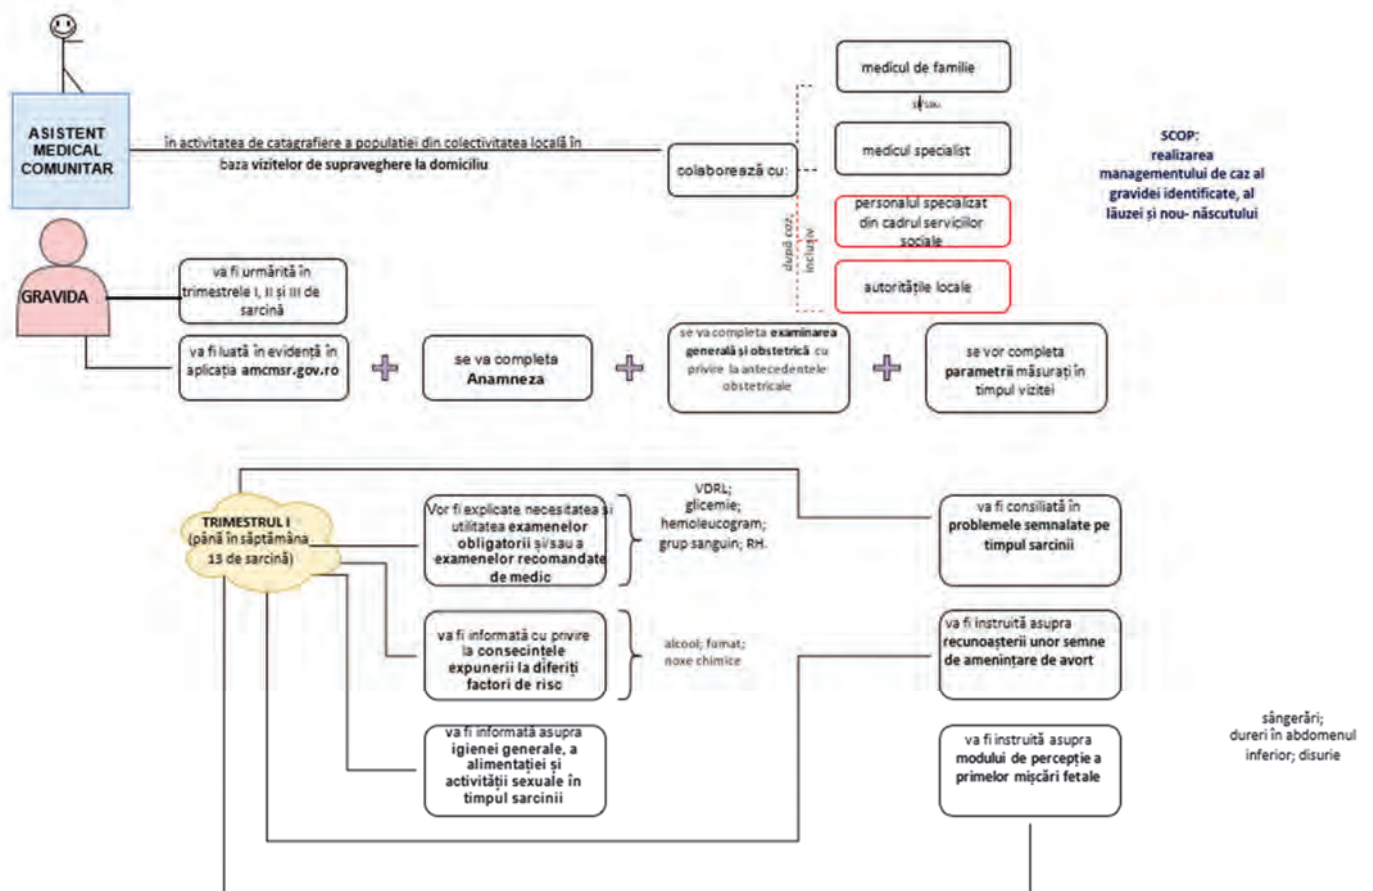 ASISTENT
MEDICAL
COMUNITAR
în activitatea de catagrafiere a populației din colectivitatea locală în
baza vizitelor de supraveghere la domiciliu
colaborează cu:
medicul de familie
și/sau
medicul specialist
după caz,
inclusiv
personalul specializat
din cadrul serviciilor
sociale
autoritățile locale
SCOP:
realizarea
managementului de caz al
gravidei identificate, al
lăuzei și nou- născutului
GRAVIDA
va fi urmărită în
trimestrele I, II și III de
sarcină
va fi luată în evidență în
aplicația amcmsr.gov.ro
se va completa
Anamneza
se va completa examinarea
generală și obstetrică cu
privire la antecedentele
obstetricale
se vor completa
parametrii măsurați în
timpul vizitei
TRIMESTRUL I
(până în săptămâna
13 de sarcină)
Vor fi explicate necesitatea și
utilitatea examenelor
obligatorii și/sau a
examenelor recomandate
de medic
VDRL;
glicemie;
hemoleucogram;
grup sanguin; RH.
va fi consiliată în
problemele semnalate pe
timpul sarcinii
va fi informată cu privire
la consecințele
expunerii la diferiți
factori de risc
alcool; fumat;
noxe chimice
va fi instruită asupra
recunoașterii unor semne
de amenințare de avort
va fi informată asupra
igienei generale, a
alimentației și
activității sexuale în
timpul sarcinii
va fi instruită asupra
modului de percepție a
primelor mișcări fetale
sângerări;
dureri în abdomenul
inferior; disurie